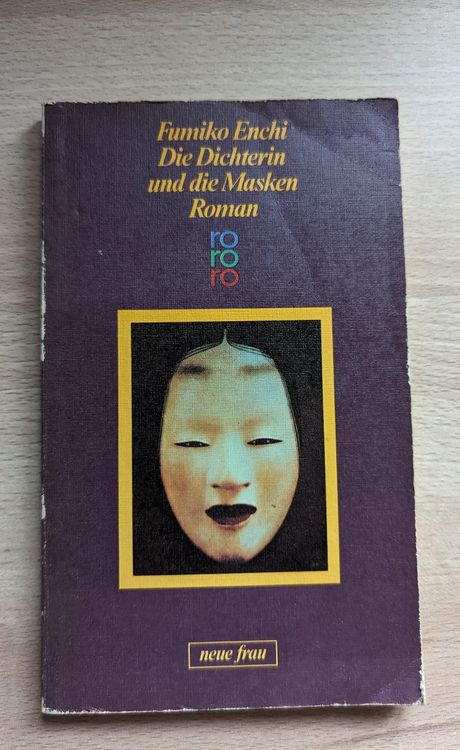 Fumiko Enchi
Die Dichterin
und die Masken
Roman
ro
ro
ro
neue frau